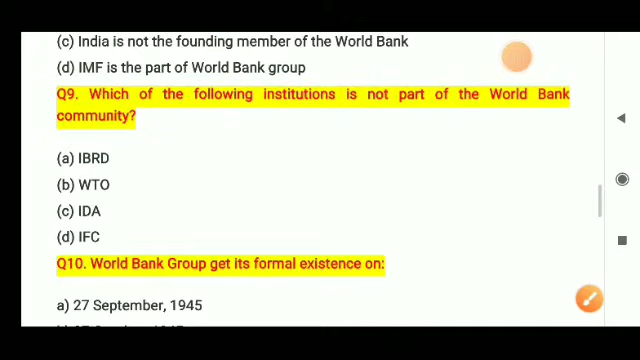 (c) India is not the founding member of the World Bank
(d) IMF is the part of World Bank group
Q9. Which of the following institutions is not part of the World Bank
community?
(a) IBRD
(b) WTO
(c) IDA
(d) IFC
Q10. World Bank Group get its formal existence on:
a) 27 September, 1945